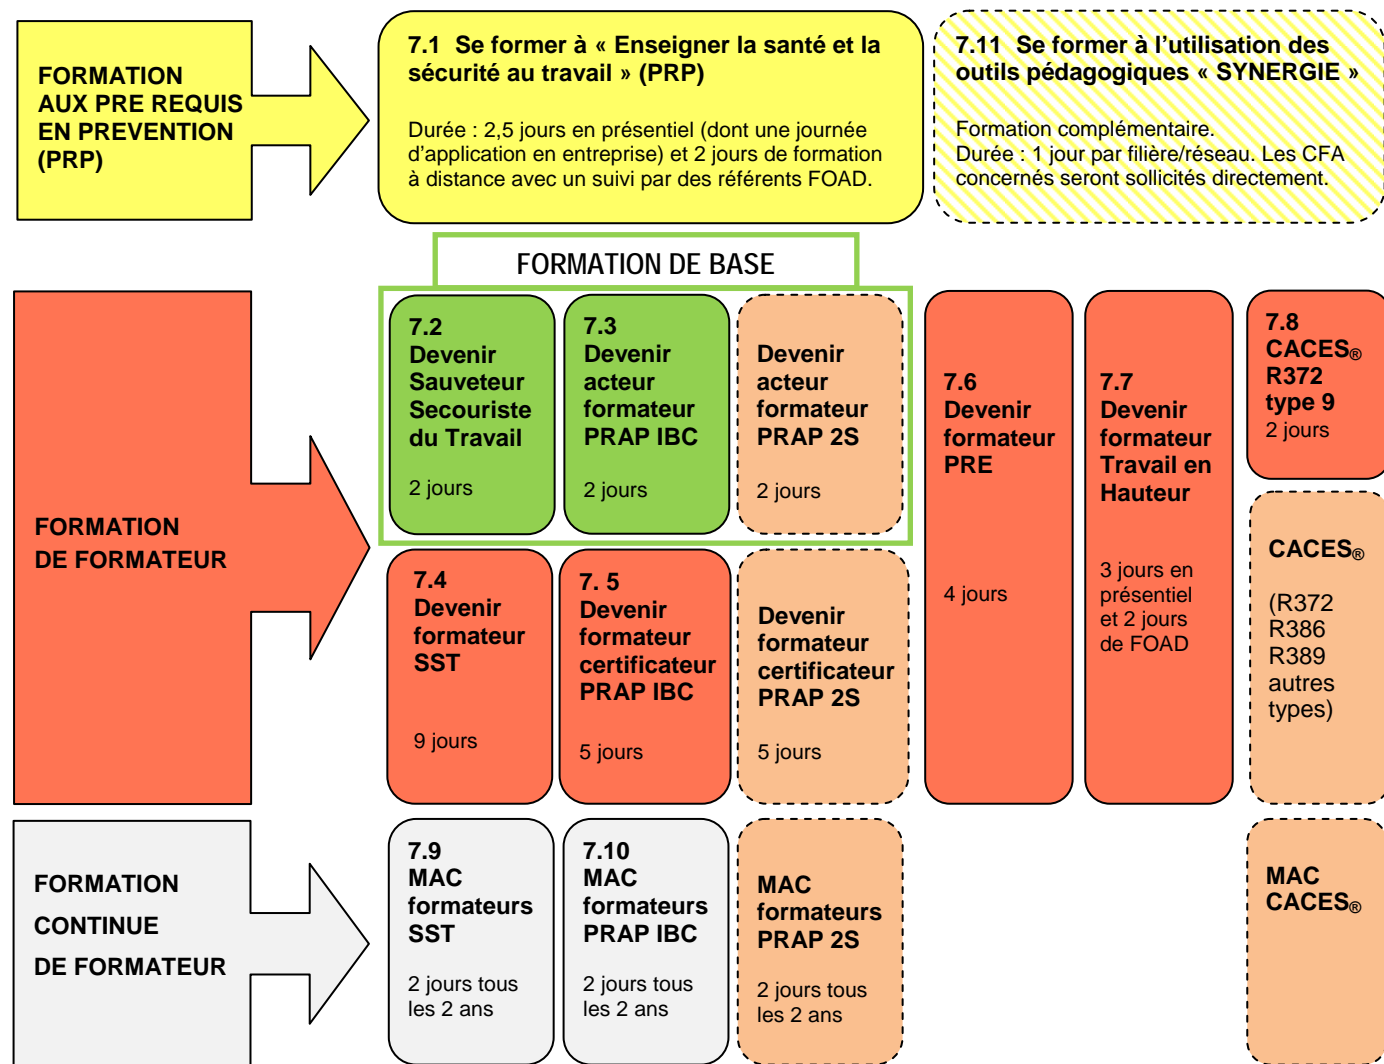 FORMATION
AUX PRE REQUIS
EN PREVENTION
(PRP)
7.1 Se former à « Enseigner la santé et la
sécurité au travail » (PRP)
Durée : 2,5 jours en présentiel (dont une journée
d'application en entreprise) et 2 jours de formation
à distance avec un suivi par des référents FOAD.
7.11 Se former à l'utilisation des
outils pédagogiques « SYNERGIE »
Formation complémentaire.
Durée : 1 jour par filière/réseau. Les CFA
concernés seront sollicités directement.
FORMATION DE BASE
FORMATION
DE FORMATEUR
7.2
Devenir
Sauveteur
Secouriste
du Travail
2 jours
7.3
Devenir
acteur
formateur
PRAP IBC
2 jours
Devenir
acteur
formateur
PRAP 2S
2 jours
7.4
Devenir
formateur
SST
9 jours
7. 5
Devenir
formateur
certificateur
PRAP IBC
5 jours
Devenir
formateur
certificateur
PRAP 2S
5 jours
7.6
Devenir
formateur
PRE
4 jours
7.7
Devenir
formateur
Travail en
Hauteur
3 jours en
présentiel
et 2 jours
de FOAD
7.8
CACES®
R372
type 9
2 jours
CACES®
(R372
R386
R389
autres
types)
FORMATION
CONTINUE
DE FORMATEUR
7.9
MAC
formateurs
SST
2 jours tous
les 2 ans
7.10
MAC
formateurs
PRAP IBC
2 jours tous
les 2 ans
MAC
formateurs
PRAP 2S
2 jours tous
les 2 ans
MAC
CACES®